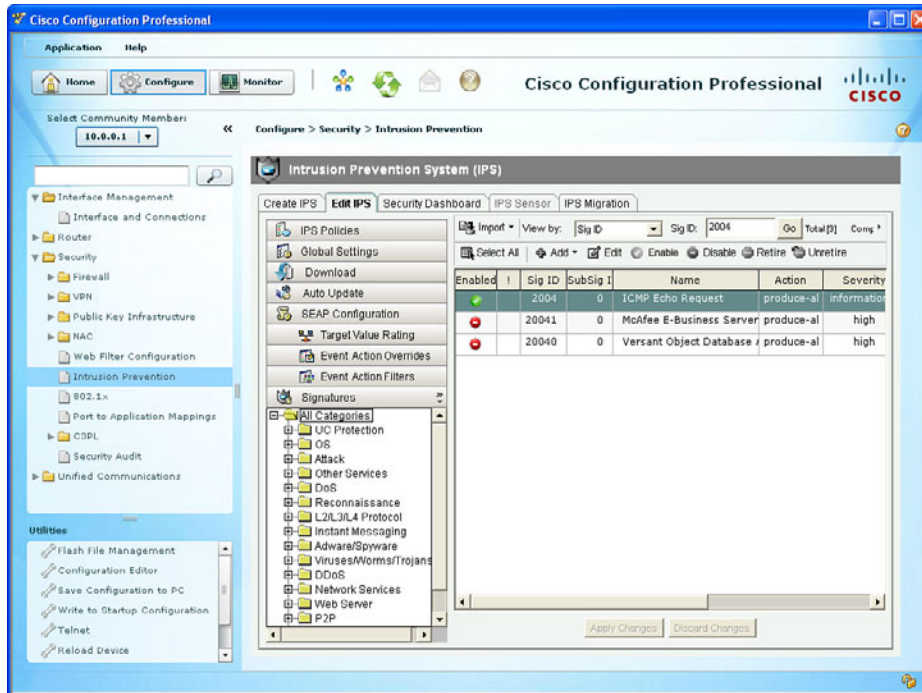 Cisco Configuration Professional
Application Help
Home Configure Monitor Cisco Configuration Professional CISCO
Select Community Member:
10.0.0.1
« Configure > Security > Intrusion Prevention
Interface Management
Interface and Connections
Router
Security
Firewall
VPN
Public Key Infrastructure
NAC
Web Filter Configuration
Intrusion Prevention
802.1x
Port to Application Mappings
C3PL
Security Audit
Unified Communications
Utilities
Flash File Management
Configuration Editor
Save Configuration to PC
Write to Startup Configuration
Telnet
Reload Device
Intrusion Prevention System (IPS)
Create IPS Edit IPS Security Dashboard IPS Sensor IPS Migration
IPS Policies
Global Settings
Download
Auto Update
SEAP Configuration
Target Value Rating
Event Action Overrides
Event Action Filters
Signatures »
All Categories
UC Protection
OS
Attack
Other Services
DoS
Reconnaissance
L2/L3/L4 Protocol
Instant Messaging
Adware/Spyware
Viruses/Worms/Trojans
DDoS
Network Services
Web Server
P2P
Import View by: Sig ID Sig ID: 2004 Go Total[3] Comp
Select All Add Edit Enable Disable Retire Unretire
Enabled ! Sig ID SubSig I Name Action Severity
2004 0 ICMP Echo Request produce-al information
20041 0 McAfee E-Business Server produce-al high
20040 0 Versant Object Database produce-al high
Apply Changes Discard Changes